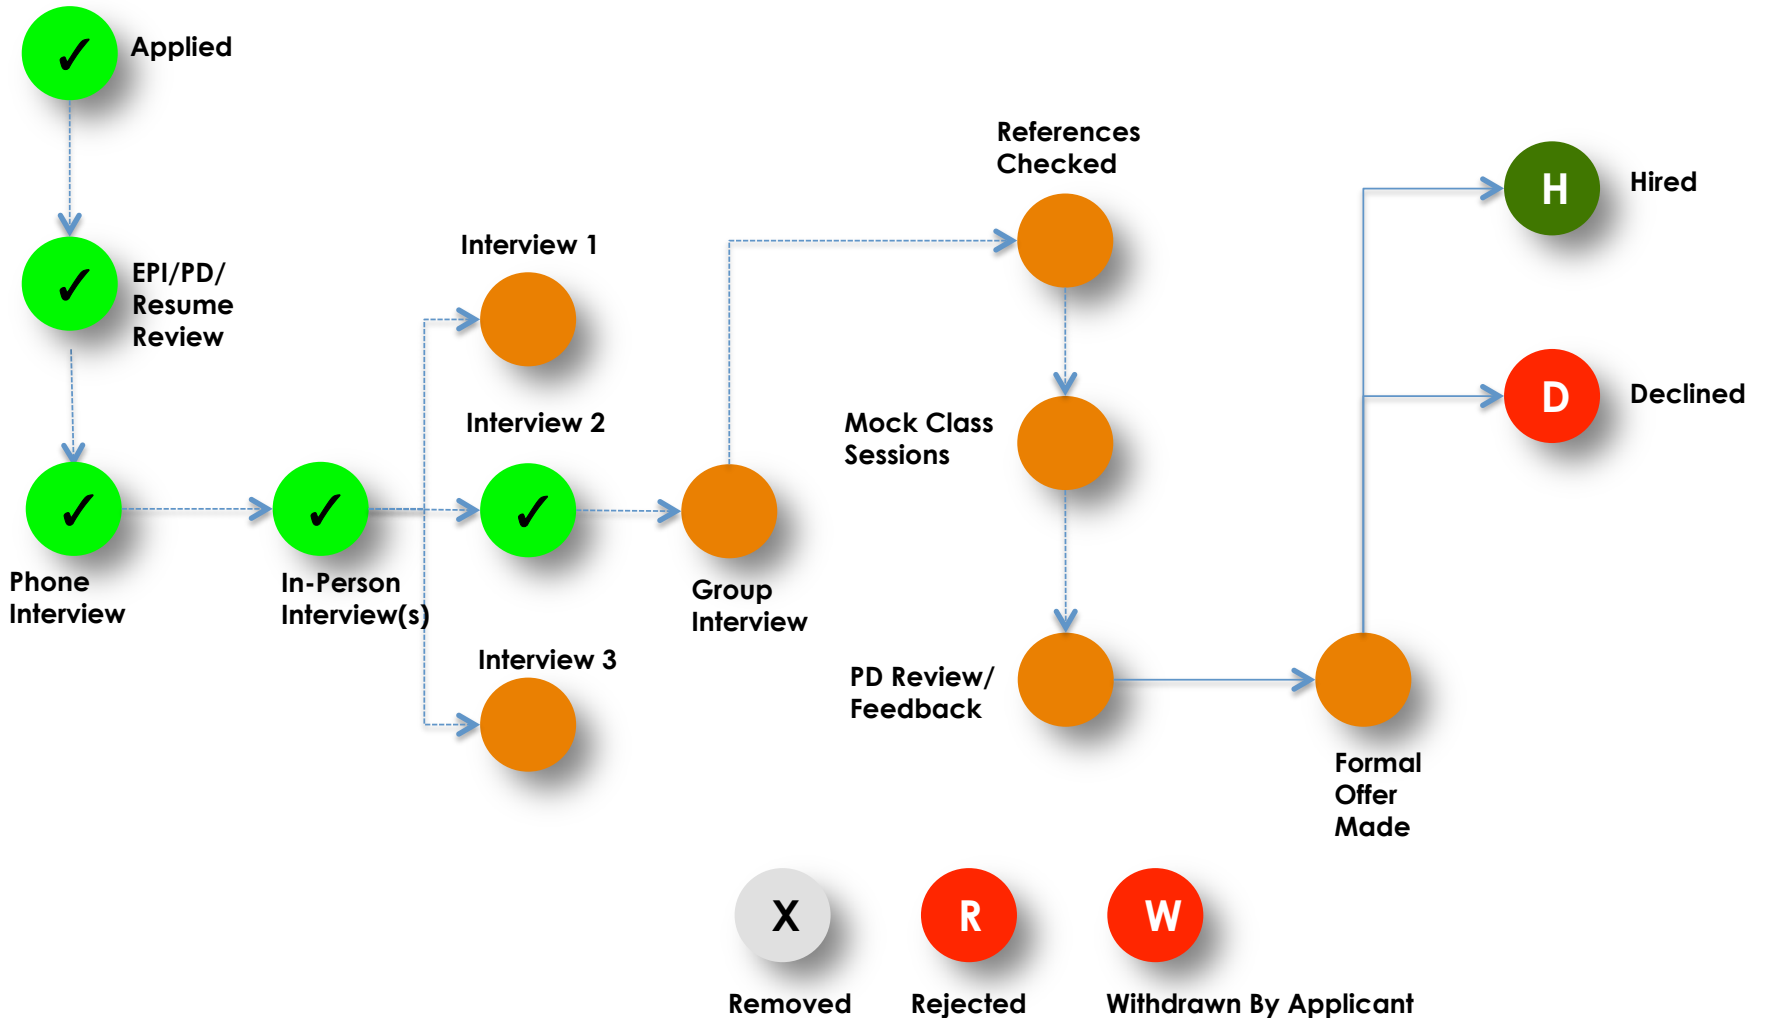 ✓
Applied
✓
EPI/PD/
Resume
Review
✓
Phone
Interview
✓
In-Person
Interview(s)
Interview 1
Interview 2
✓
Interview 3
Group
Interview
References
Checked
Mock Class
Sessions
PD Review/
Feedback
Formal
Offer
Made
H
Hired
D
Declined
X
Removed
R
Rejected
W
Withdrawn By Applicant